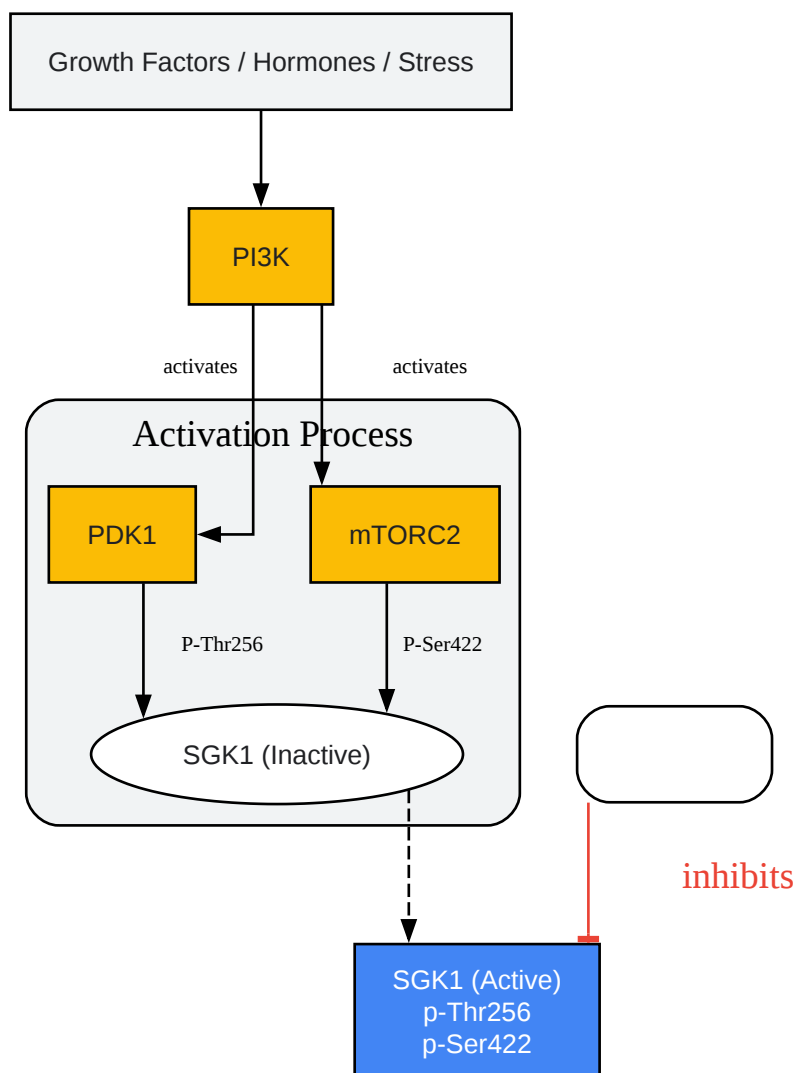 Growth Factors / Hormones / Stress
PI3K
activates
activates
Activation Process
PDK1
mTORC2
P-Thr256
P-Ser422
SGK1 (Inactive)
inhibits
SGK1 (Active)
p-Thr256
p-Ser422